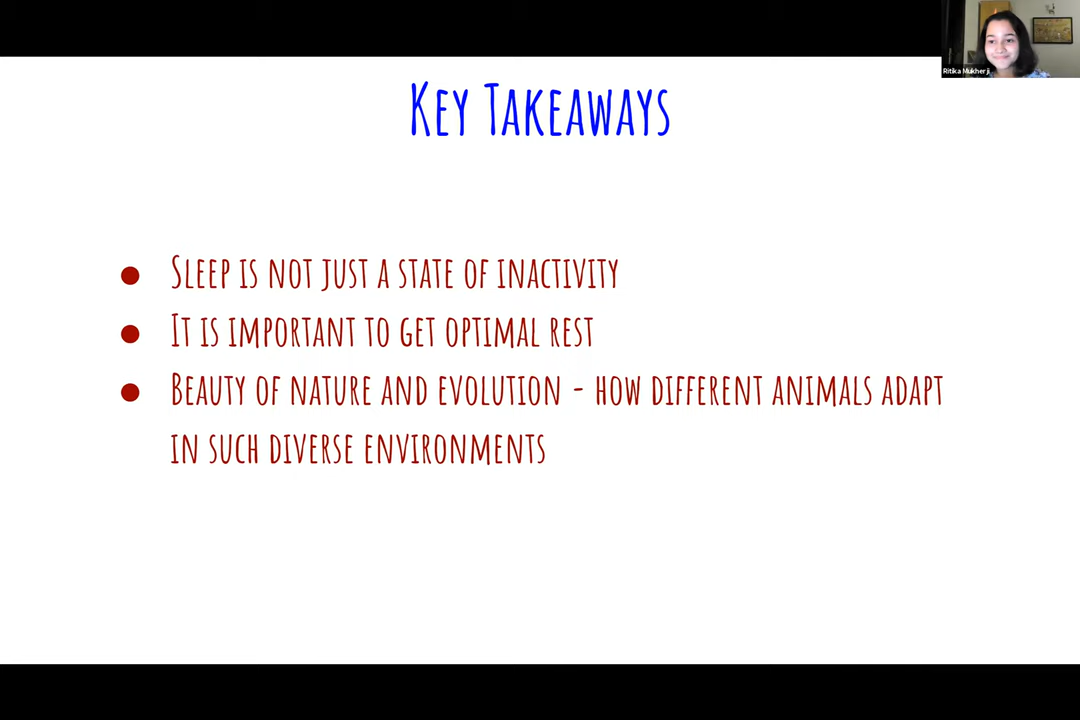 Ritika Mukherji
Key Takeaways
● Sleep is not just a state of inactivity
● It is important to get optimal rest
● Beauty of nature and evolution - how different animals adapt
in such diverse environments